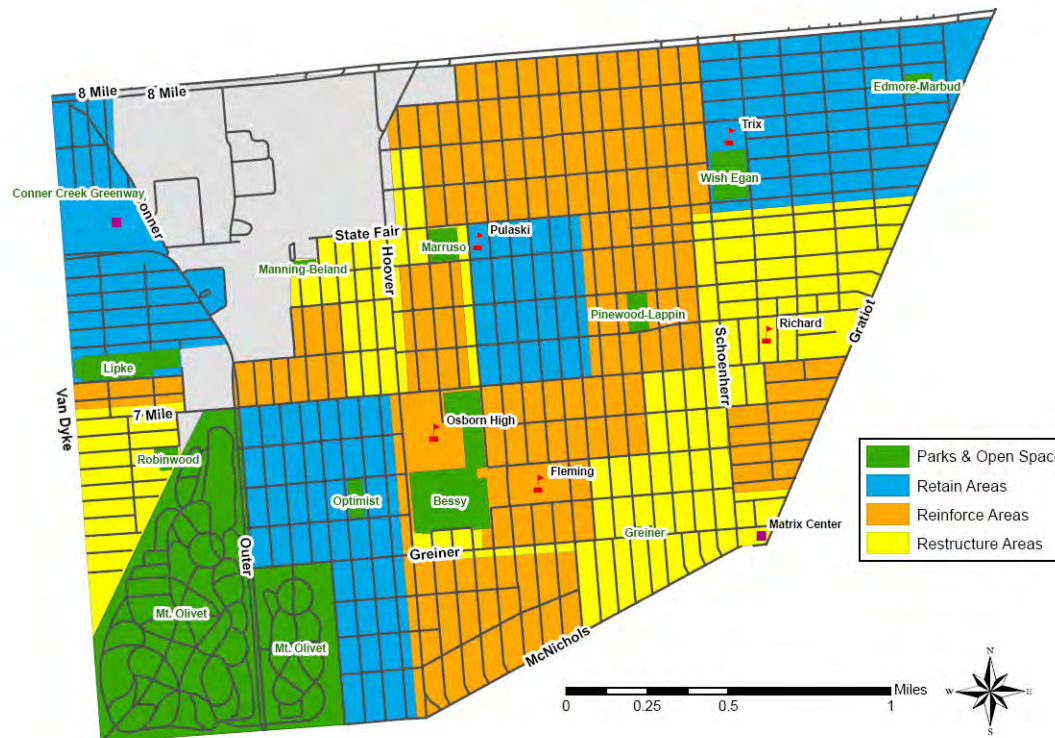 8 Mile
8 Mile
Edmore-Marbud
Trix
Wish Egan
Conner Creek Greenway
Conner
State Fair
Pulaski
Marruso
Hoover
Manning-Beland
Pinewood-Lappin
Richard
Gratiot
Schoenherr
Lipke
Van Dyke
7 Mile
Osborn High
Robinwood
Fleming
Optimist
Bessy
Greiner
Greiner
Matrix Center
Outer
Mt. Olivet
Mt. Olivet
McNichols
Parks & Open Space
Retain Areas
Reinforce Areas
Restructure Areas
Miles
0
0.25
0.5
1
N
W
E
S